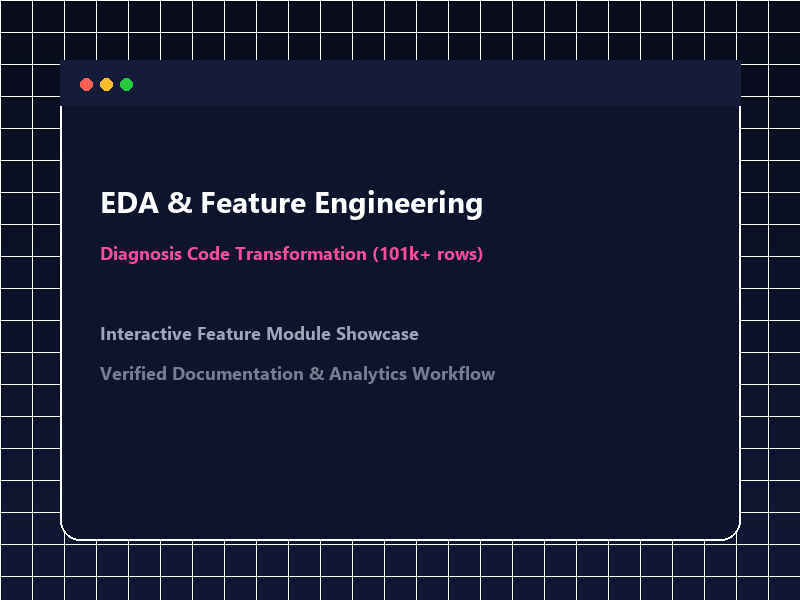 EDA & Feature Engineering
Diagnosis Code Transformation (101k+ rows)
Interactive Feature Module Showcase
Verified Documentation & Analytics Workflow